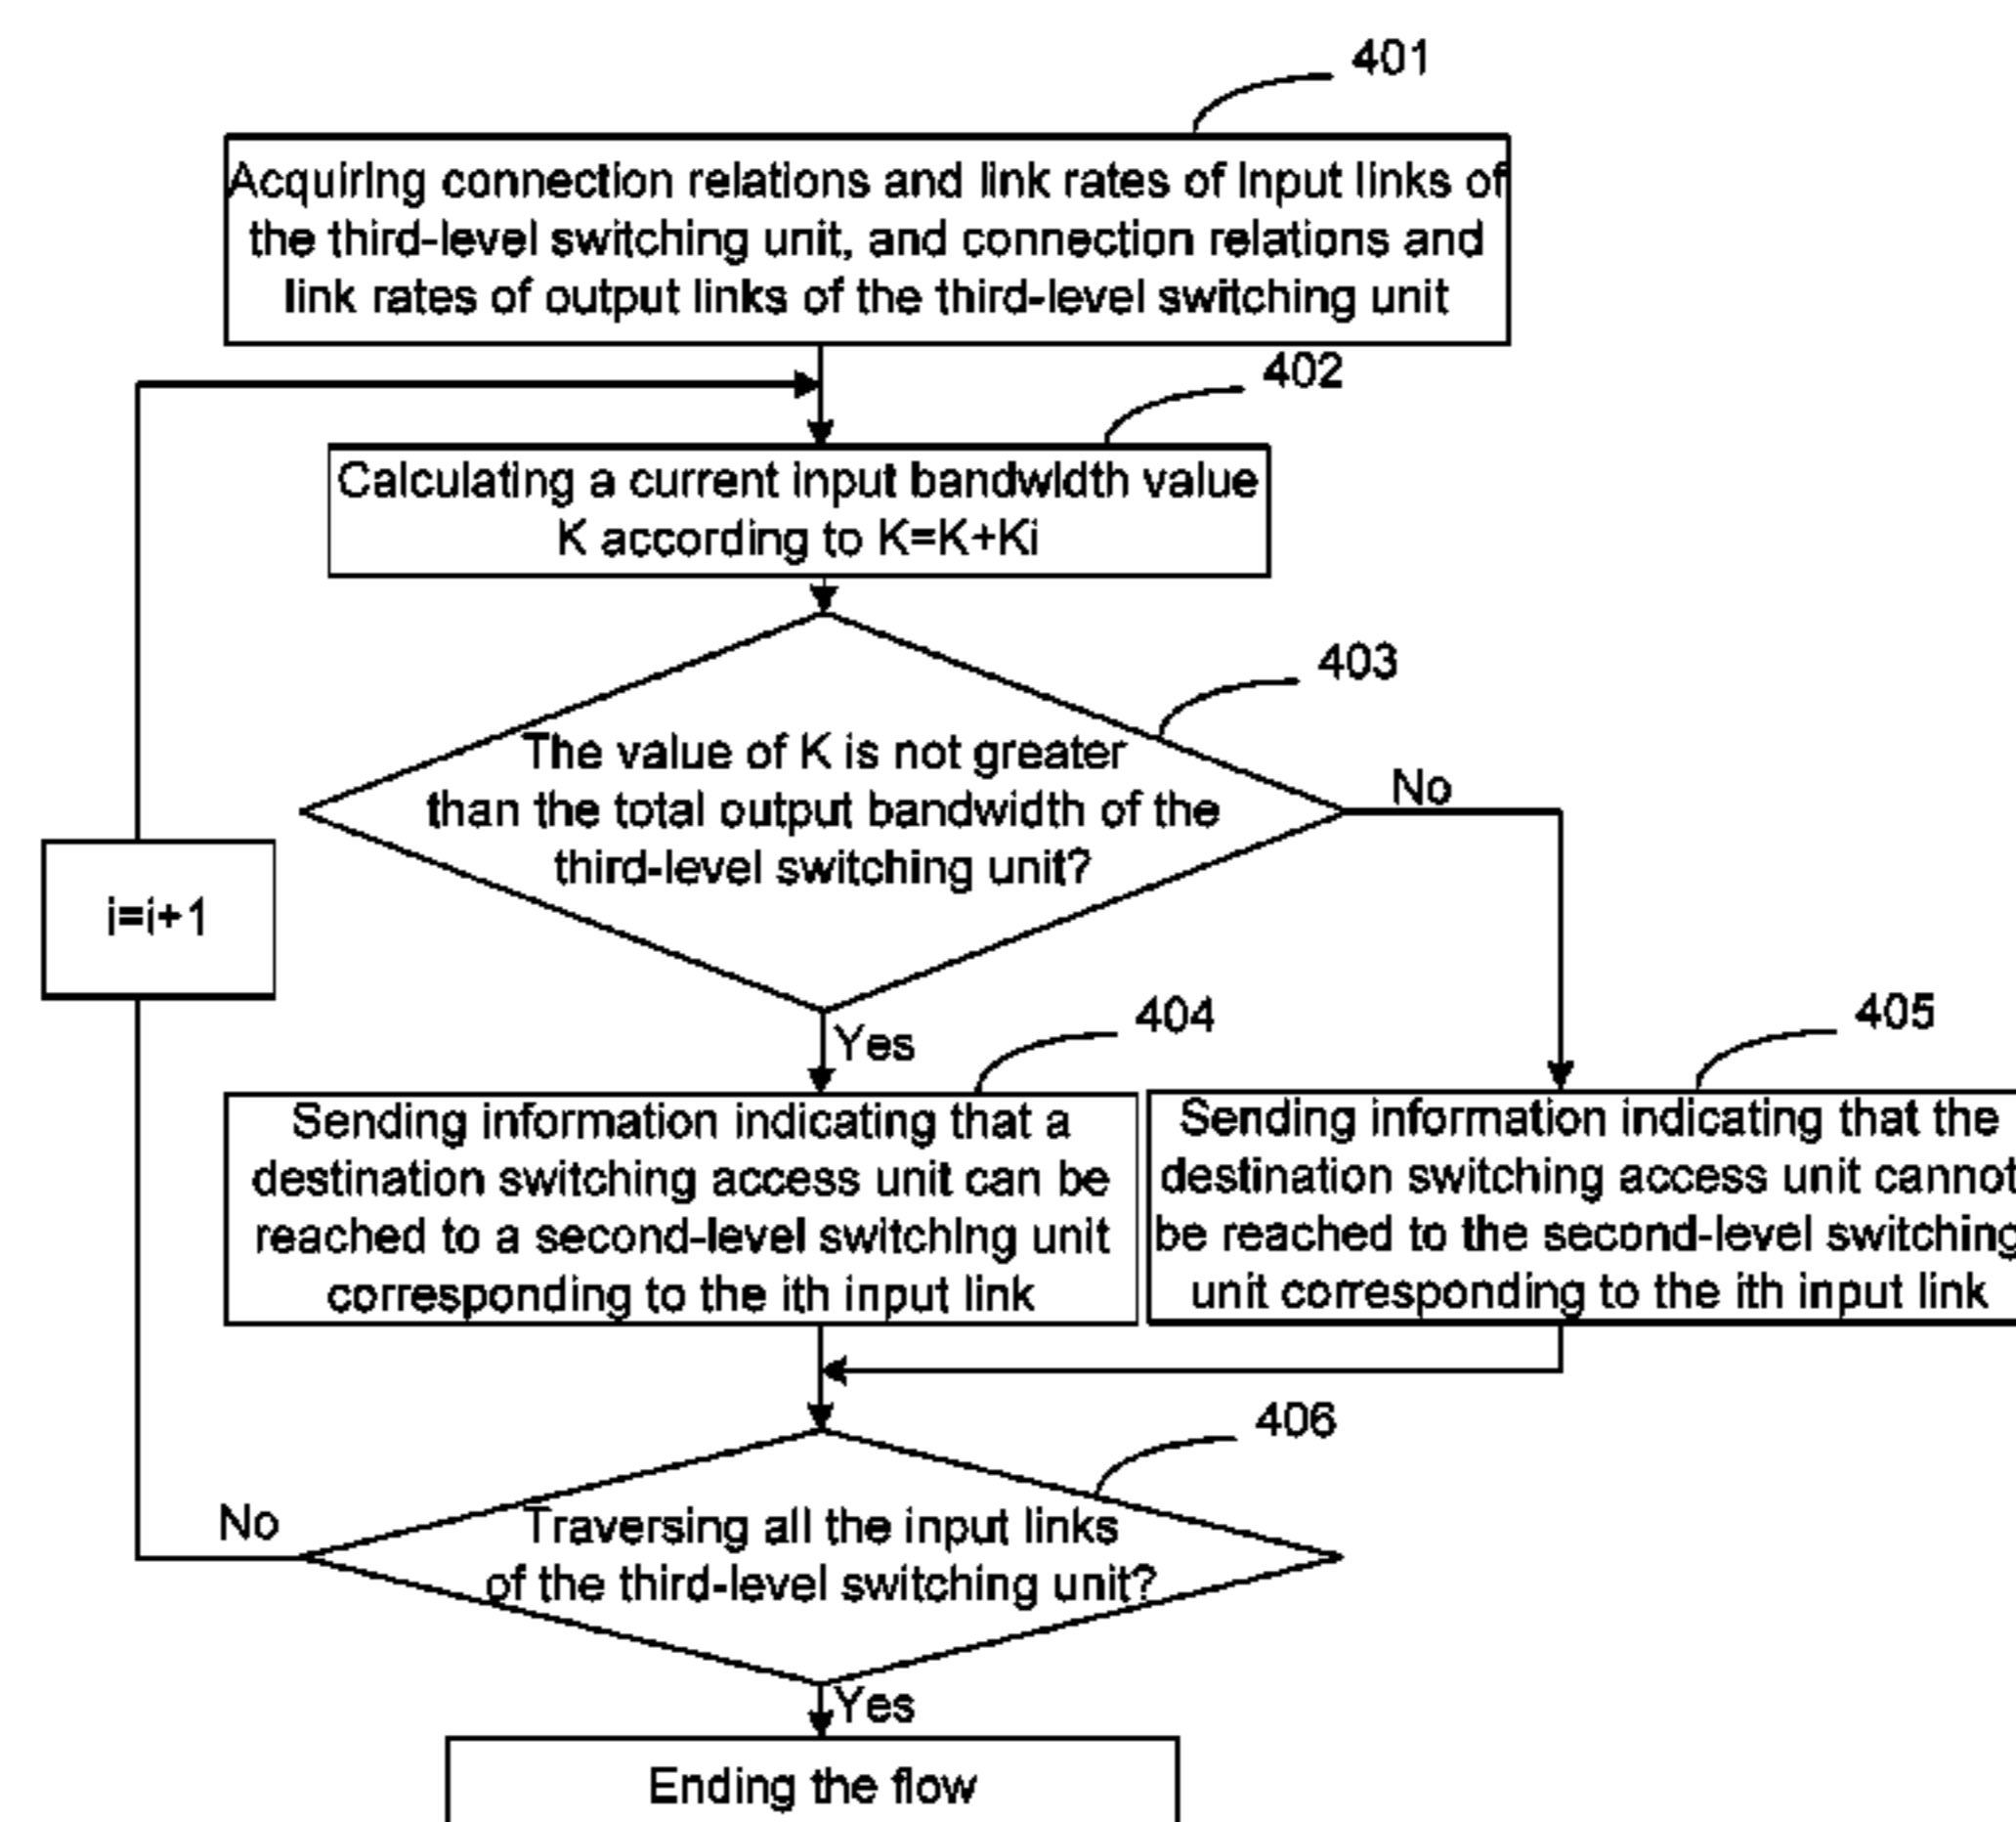 401
Acquiring connection relations and link rates of input links of
the third-level switching unit, and connection relations and
link rates of output links of the third-level switching unit
402
Calculating a current input bandwidth value
K according to K=K+Ki
403
The value of K is not greater
than the total output bandwidth of the
third-level switching unit?
No
i=i+1
Yes
404
405
Sending information indicating that a
destination switching access unit can be
reached to a second-level switching unit
corresponding to the ith input link
Sending information indicating that the
destination switching access unit cannot
be reached to the second-level switching
unit corresponding to the ith input link
406
No
Traversing all the input links
of the third-level switching unit?
Yes
Ending the flow